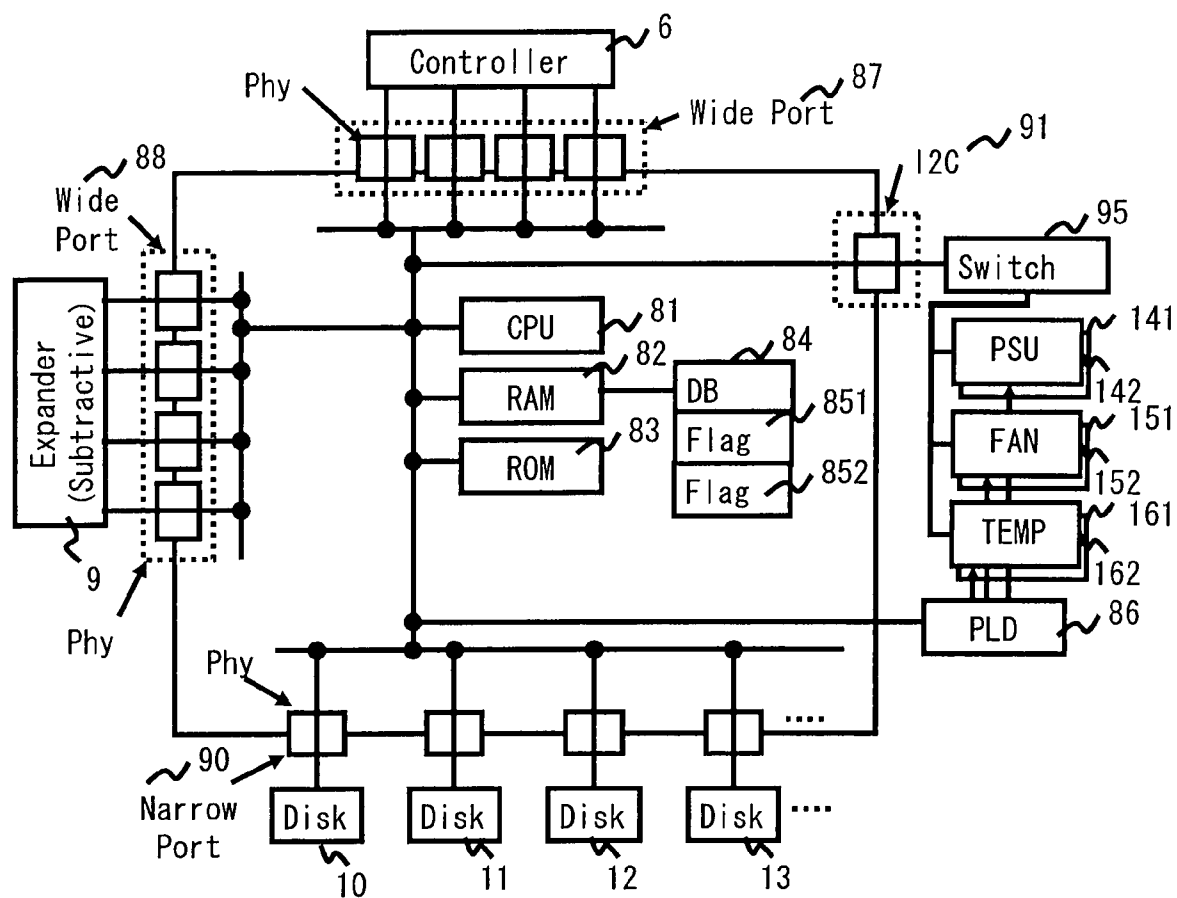 6
Controller
Phy
87
Wide Port
91
I2C
88
Wide
Port
95
Switch
Expander
(Subtractive)
CPU
81
84
141
PSU
82
142
RAM
DB
851
151
Flag
FAN
83
ROM
852
152
Flag
161
TEMP
162
9
86
PLD
Phy
Phy
....
90
Narrow
Port
Disk
Disk
Disk
Disk
....
10
11
12
13